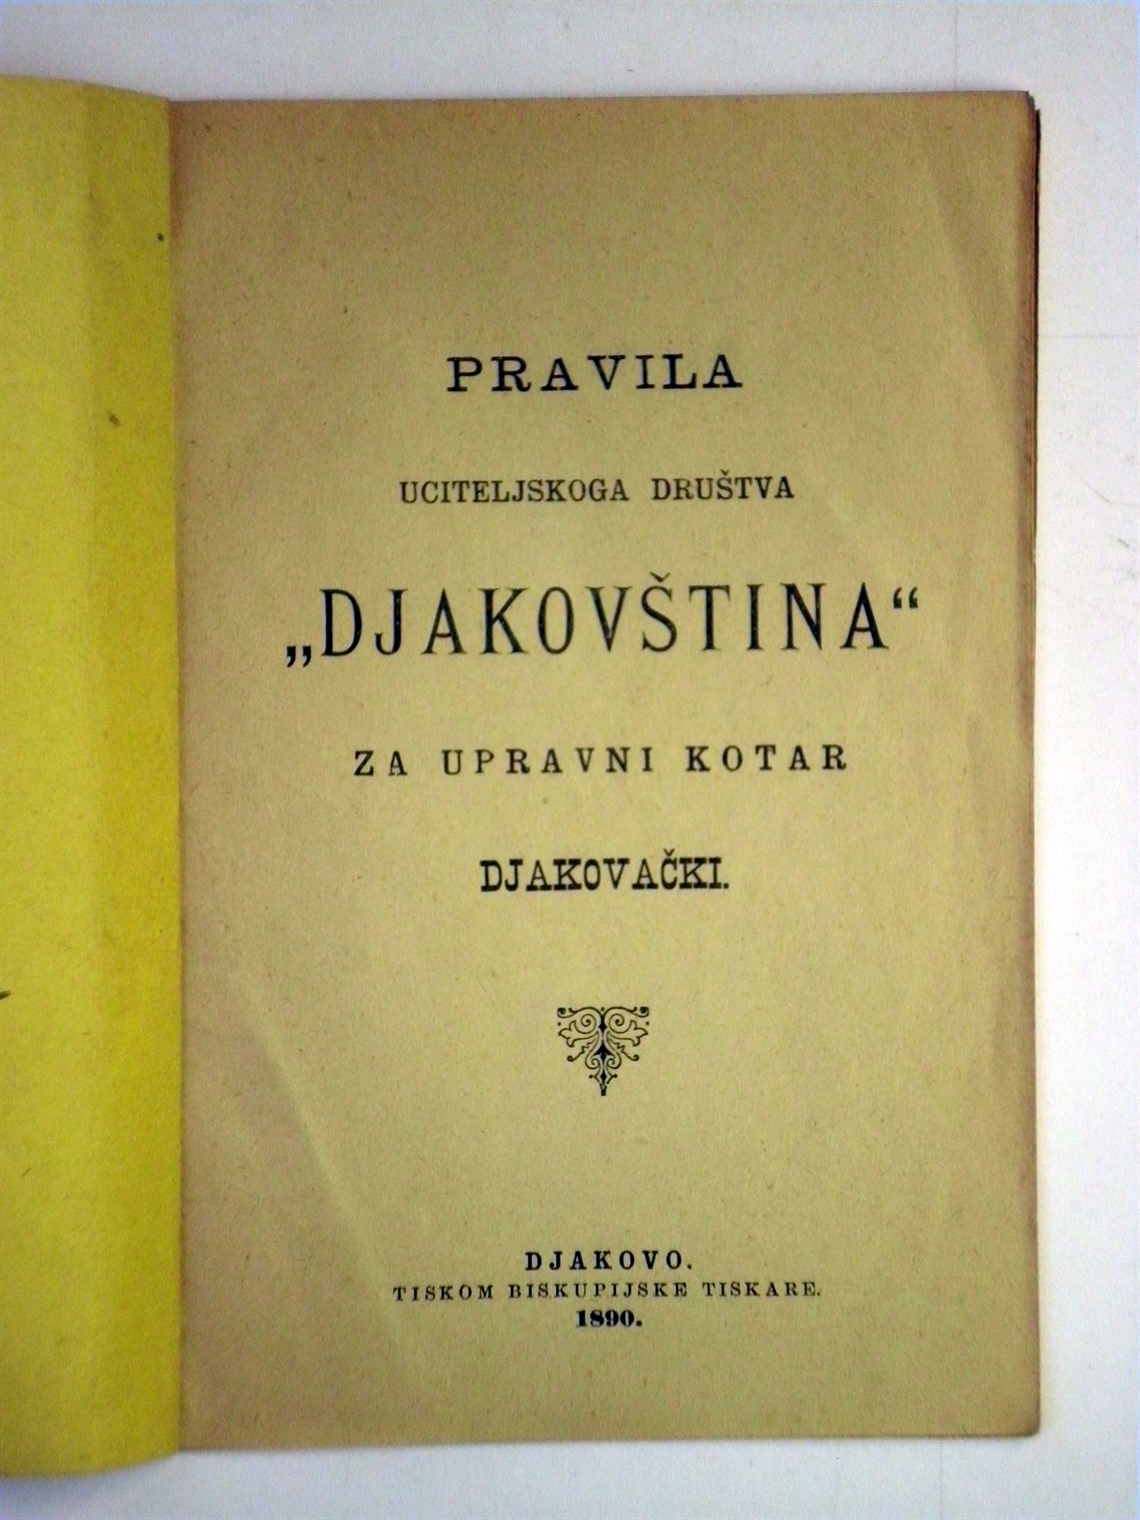 PRAVILA
UCITELJSKOGA DRUŠTVA
„DJAKOVŠTINA“
ZA UPRAVNI KOTAR
DJAKOVAČKI.
DJAKOVO.
TISKOM BISKUPIJSKE TISKARE.
1890.